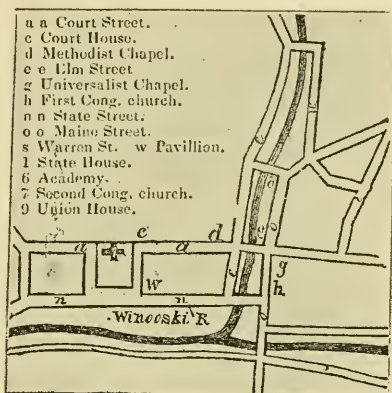 a a Court Street.
c Court House.
d Methodist Chapel.
e e Elm Street
g Universalist Chapel.
h First Cong. church.
n n State Street.
o o Maine Street.
s Warren St. w Pavillion.
1 State House.
6 Academy.
7 Second Cong. church.
9 Union House.
c
d
a
a
g
w
h
n
n
Winooski R